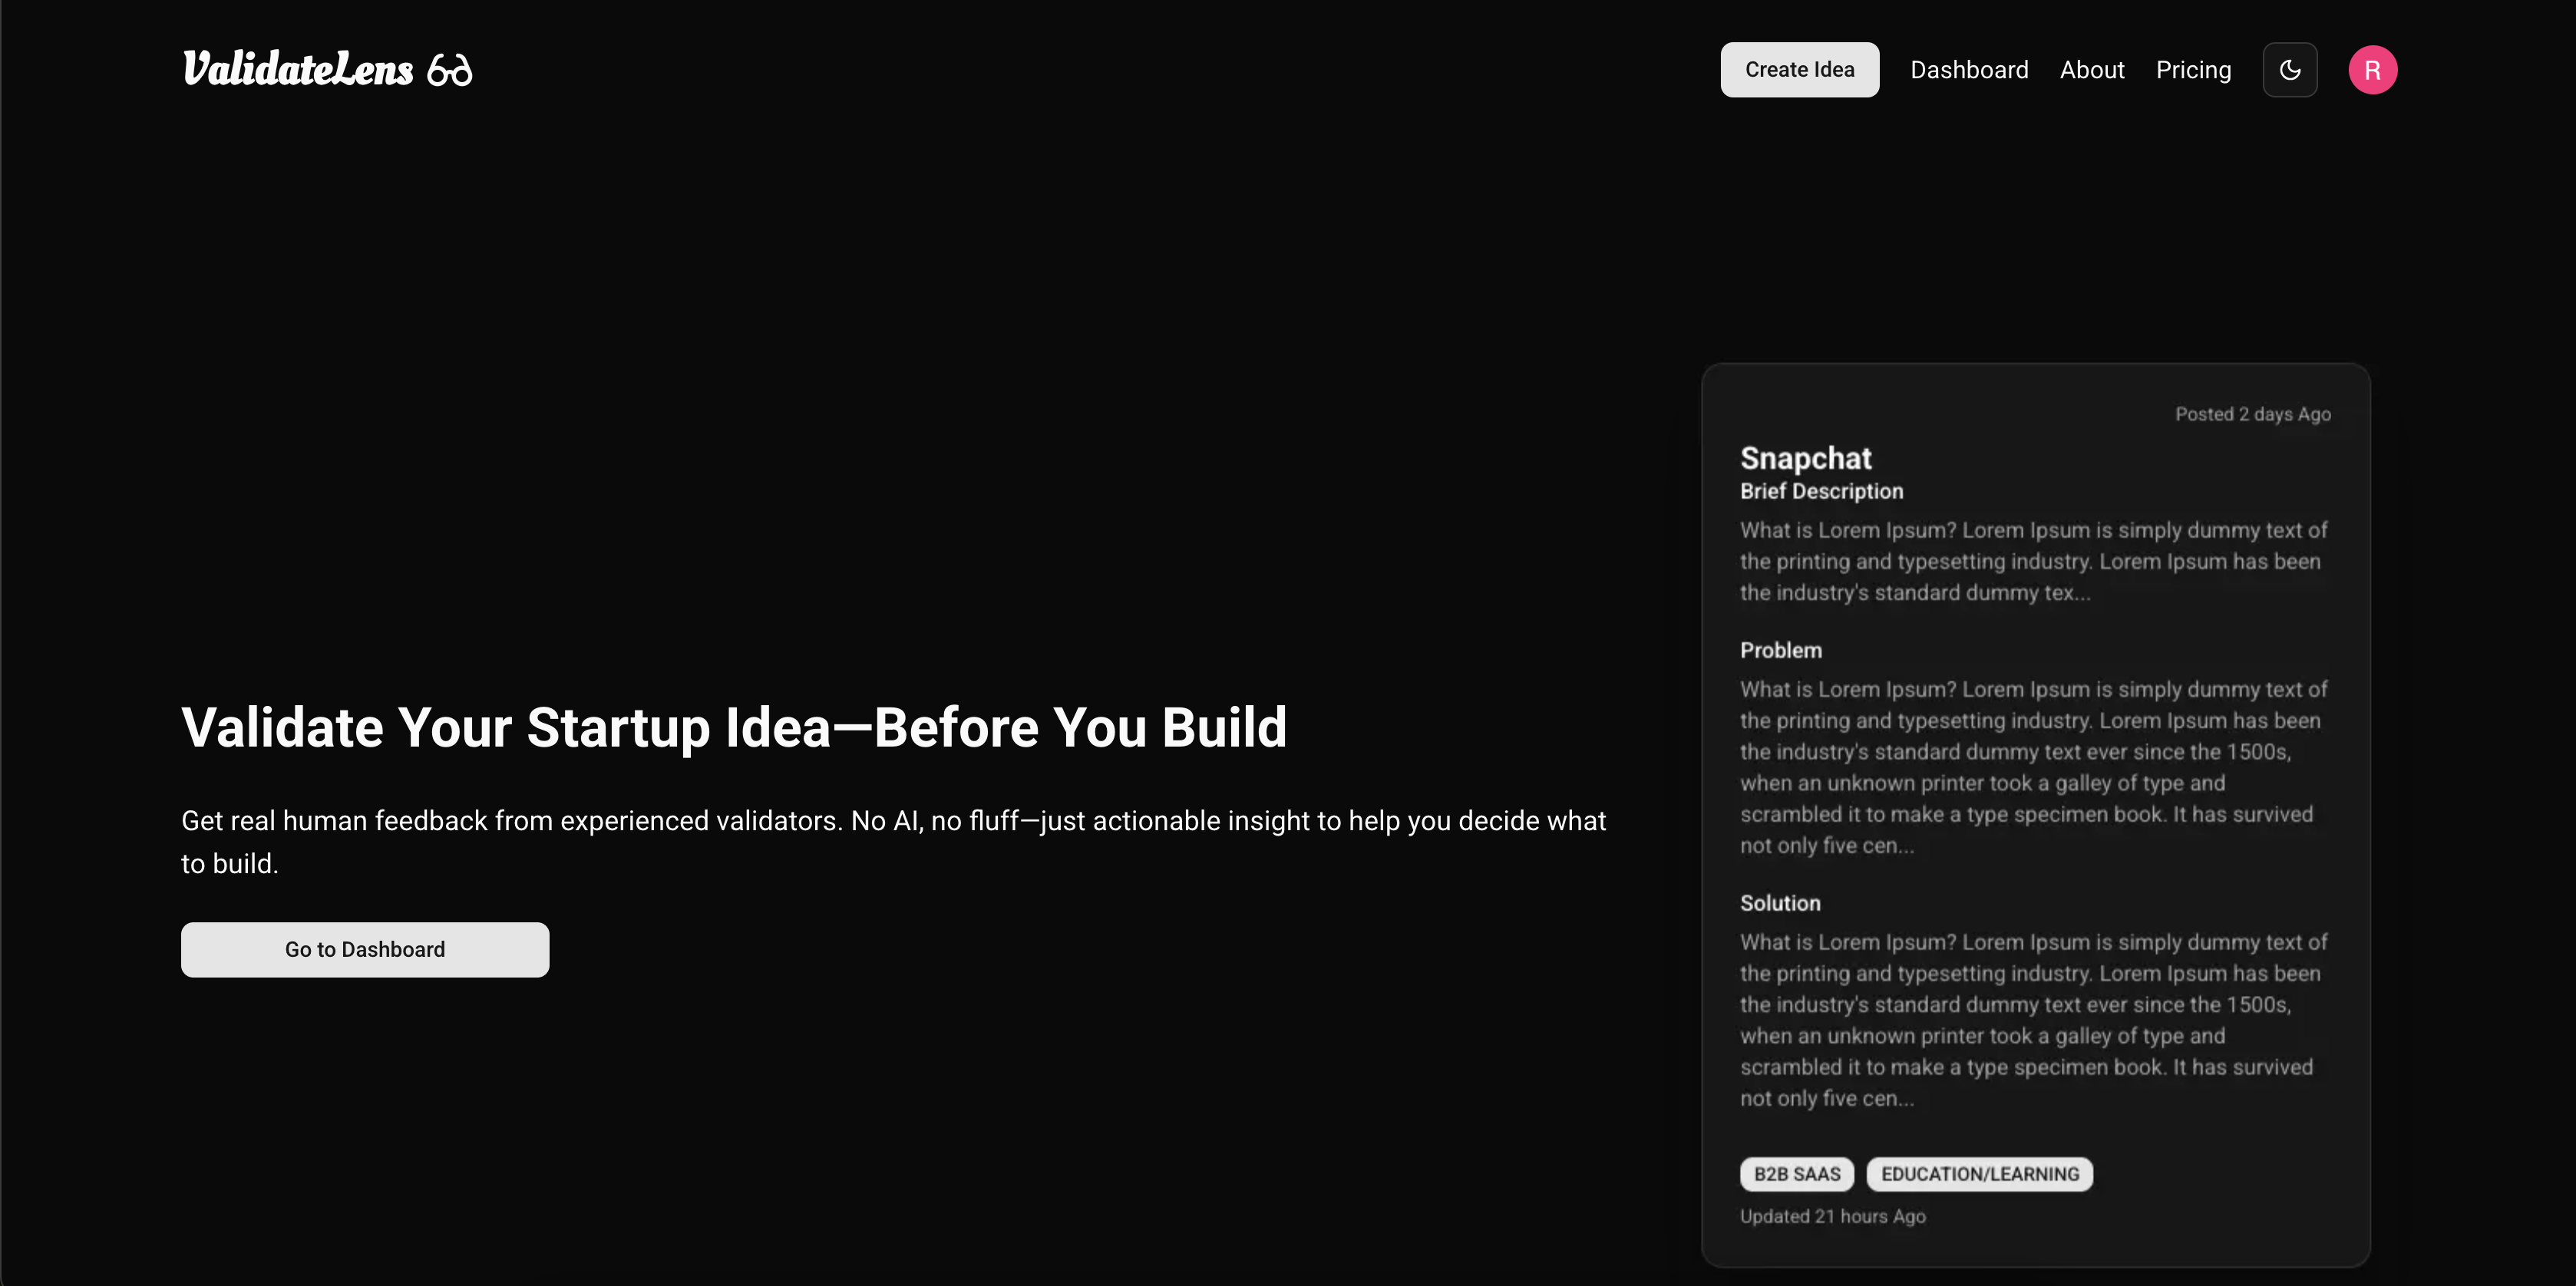 ValidateLens
Create Idea
Dashboard
About
Pricing
R
Validate Your Startup Idea—Before You Build
Get real human feedback from experienced validators. No AI, no fluff—just actionable insight to help you decide what
to build.
Go to Dashboard
Posted 2 days Ago
Snapchat
Brief Description
What is Lorem Ipsum? Lorem Ipsum is simply dummy text of
the printing and typesetting industry. Lorem Ipsum has been
the industry's standard dummy tex...
Problem
What is Lorem Ipsum? Lorem Ipsum is simply dummy text of
the printing and typesetting industry. Lorem Ipsum has been
the industry's standard dummy text ever since the 1500s,
when an unknown printer took a galley of type and
scrambled it to make a type specimen book. It has survived
not only five cen...
Solution
What is Lorem Ipsum? Lorem Ipsum is simply dummy text of
the printing and typesetting industry. Lorem Ipsum has been
the industry's standard dummy text ever since the 1500s,
when an unknown printer took a galley of type and
scrambled it to make a type specimen book. It has survived
not only five cen...
B2B SAAS
EDUCATION/LEARNING
Updated 21 hours Ago